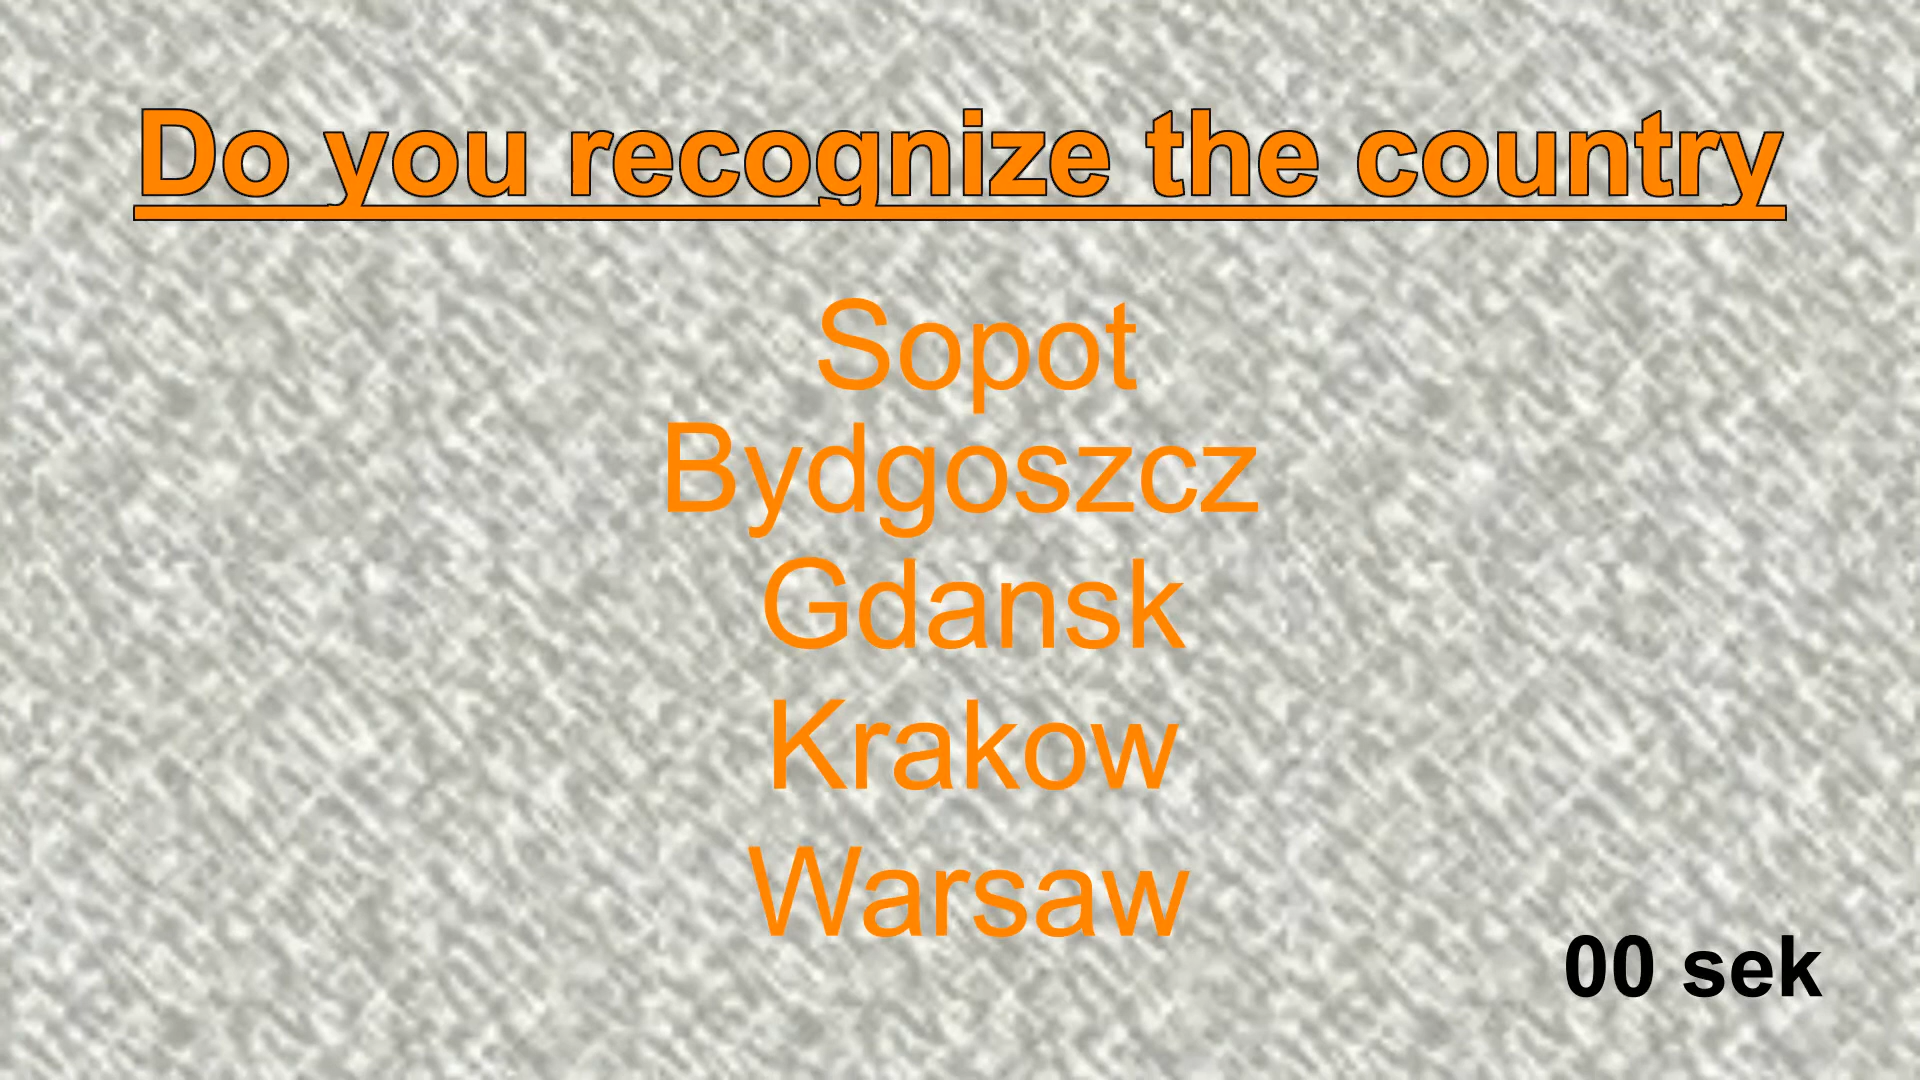 Do you recognize the country
Sopot
Bydgoszcz
Gdansk
Krakow
Warsaw
00 sek